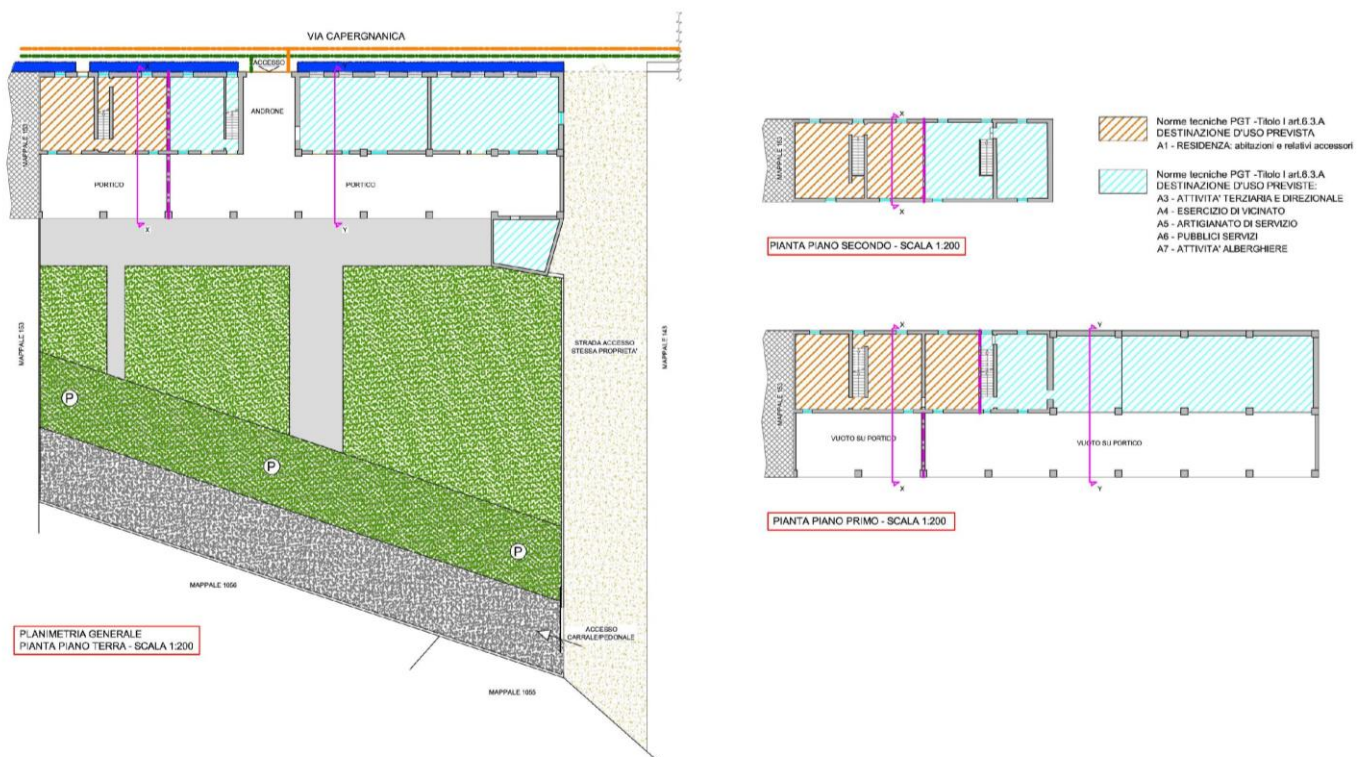 VIA CAPERGNANICA
ACCESSO
X
Y
MAPPALE 153
ANDRONE
PORTICO
PORTICO
X
Y
MAPPALE 153
STRADA ACCESSO
STESSA PROPRIETA'
MAPPALE 143
P
P
P
MAPPALE 1056
ACCESSO
CARRALE/PEDONALE
MAPPALE 1055
PLANIMETRIA GENERALE
PIANTA PIANO TERRA - SCALA 1:200
X
MAPPALE 153
X
PIANTA PIANO SECONDO - SCALA 1:200
Norme tecniche PGT -Titolo I art.6.3.A
DESTINAZIONE D'USO PREVISTA
A1 - RESIDENZA: abitazioni e relativi accessori
Norme tecniche PGT -Titolo I art.6.3.A
DESTINAZIONE D'USO PREVISTE:
A3 - ATTIVITA' TERZIARIA E DIREZIONALE
A4 - ESERCIZIO DI VICINATO
A5 - ARTIGIANATO DI SERVIZIO
A6 - PUBBLICI SERVIZI
A7 - ATTIVITA' ALBERGHIERE
X
Y
MAPPALE 153
VUOTO SU PORTICO
VUOTO SU PORTICO
X
Y
PIANTA PIANO PRIMO - SCALA 1:200